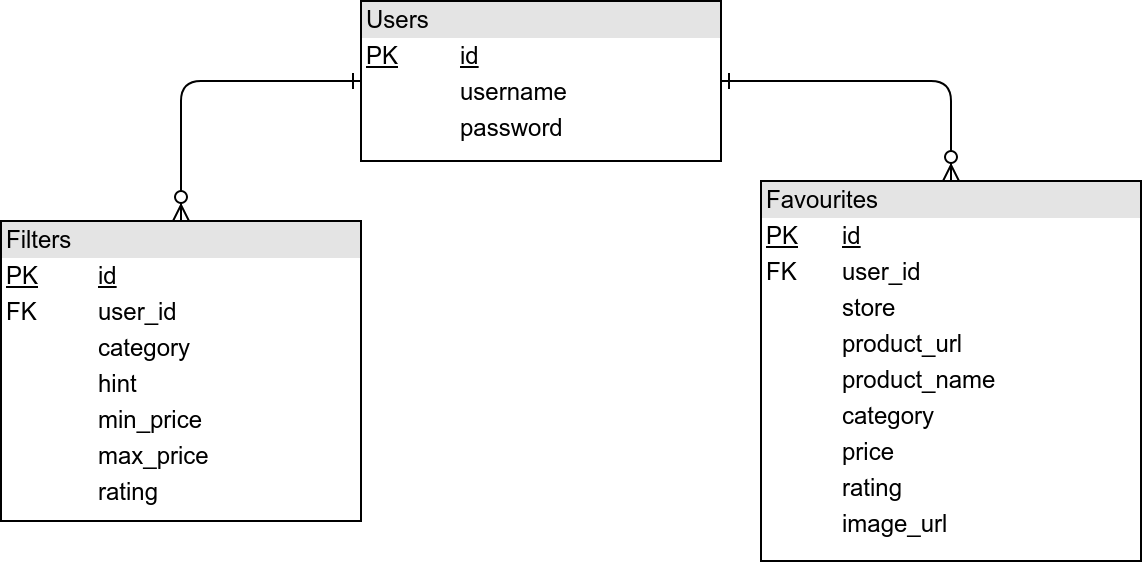 Users
PK id
username
password
Filters
PK id
FK user_id
category
hint
min_price
max_price
rating
Favourites
PK id
FK user_id
store
product_url
product_name
category
price
rating
image_url